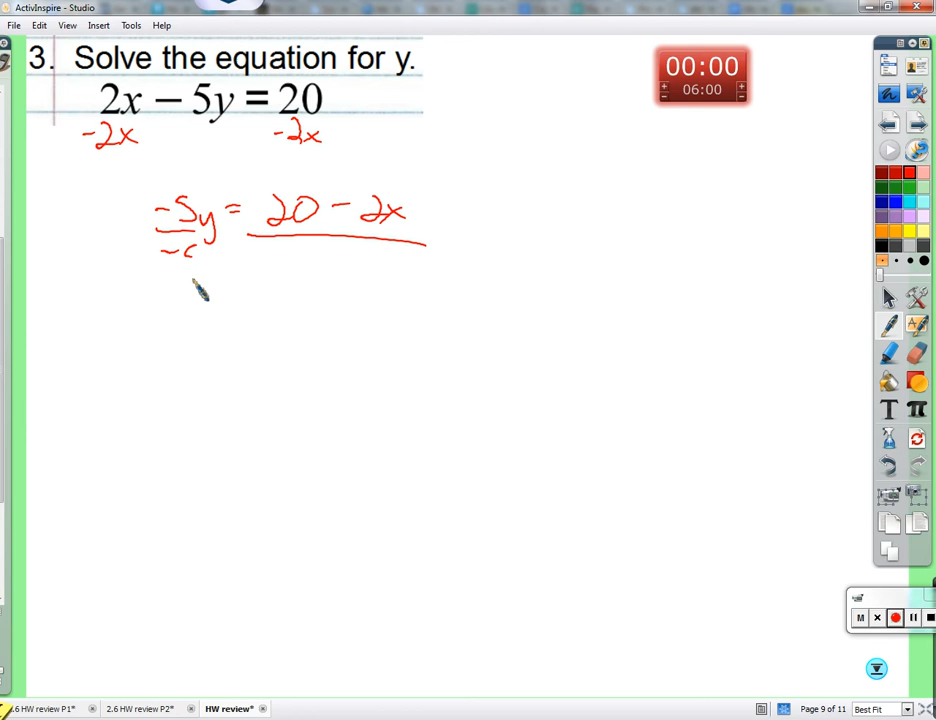 ActivInspire - Studio
File Edit View Insert Tools Help
3. Solve the equation for y.
2x − 5y = 20
-2x -2x
-5y = 20 - 2x
00:00
06:00
M
2.6 HW review P1*
2.6 HW review P2*
HW review*
Page 9 of 11
Best Fit